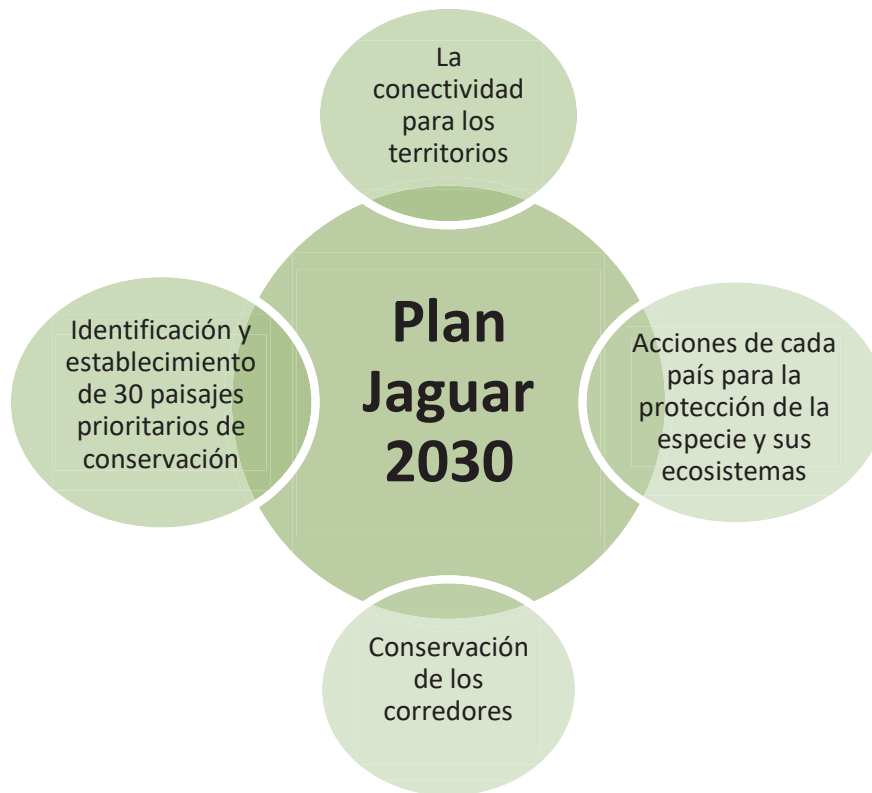 La
conectividad
para los
territorios
Identificación y
establecimiento
de 30 paisajes
prioritarios de
conservación
Plan
Jaguar
2030
Acciones de cada
país para la
protección de la
especie y sus
ecosistemas
Conservación
de los
corredores